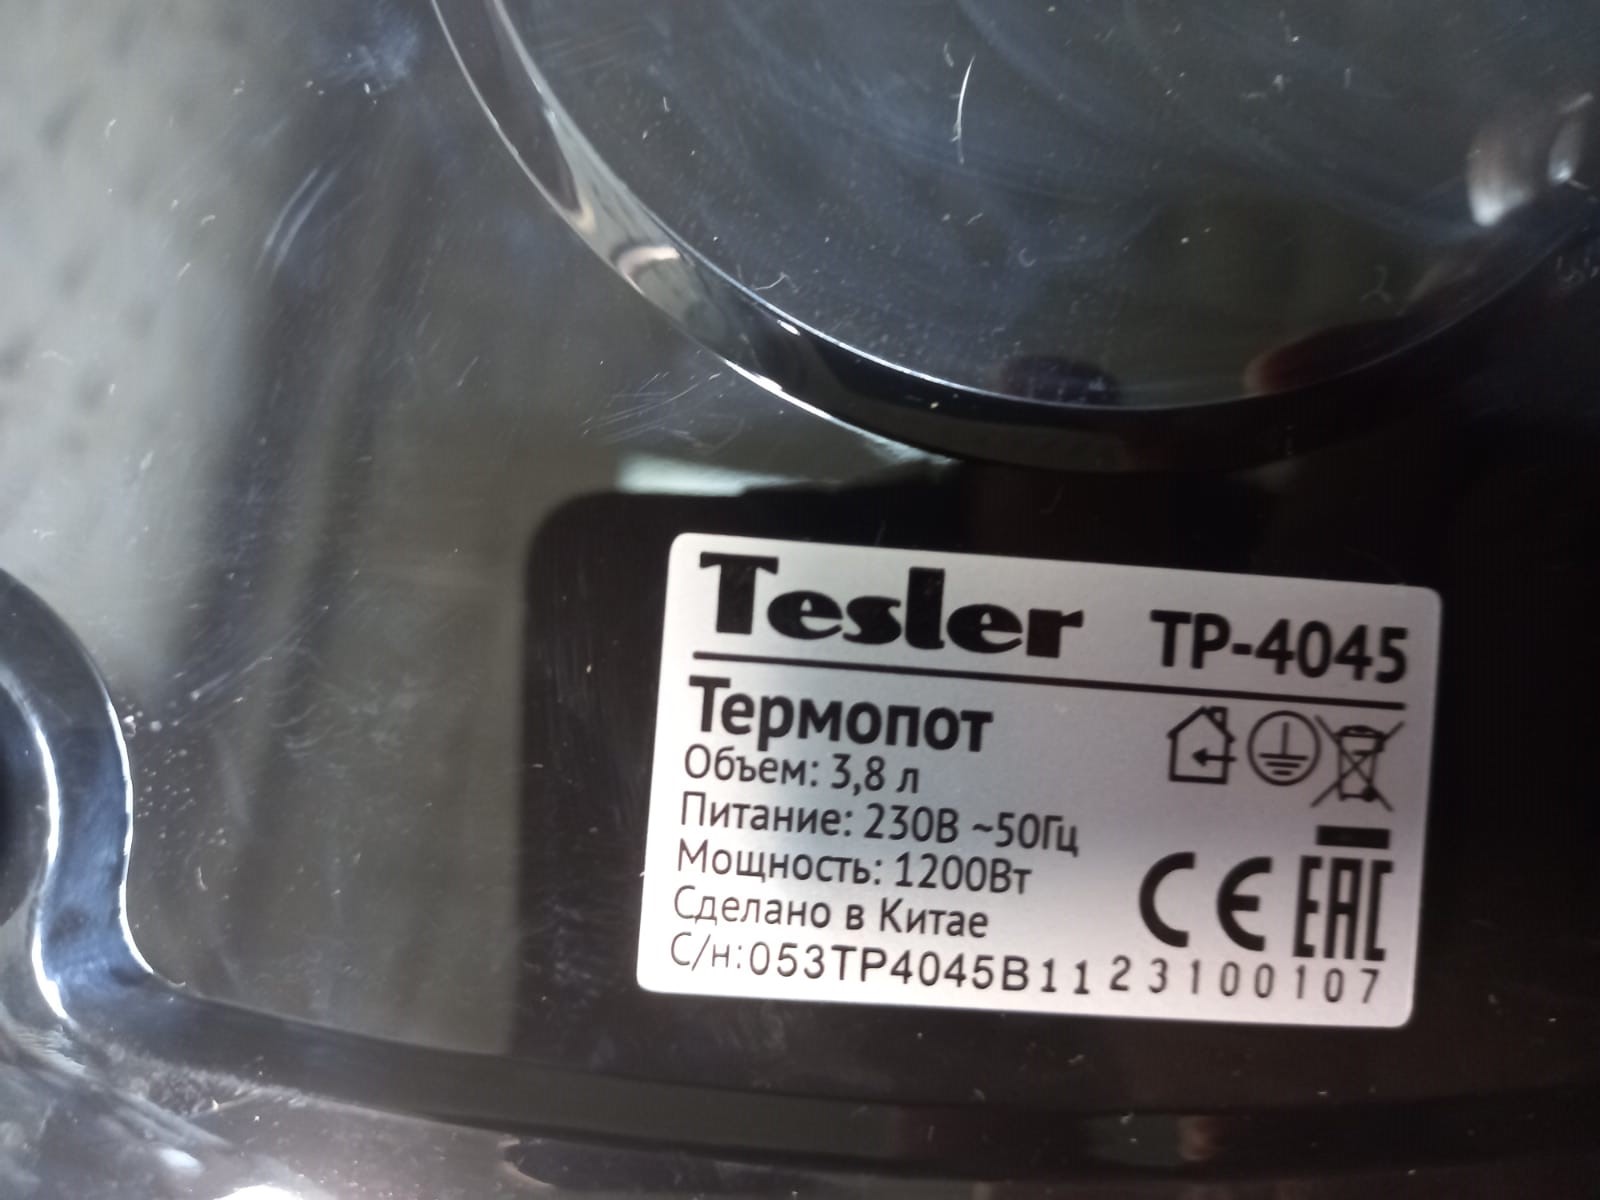 Tesler TP-4045
Термопот
Объем: 3,8 л
Питание: 230В ~50Гц
Мощность: 1200Вт
Сделано в Китае
CE EAC
С/н:053TP4045B1123100107